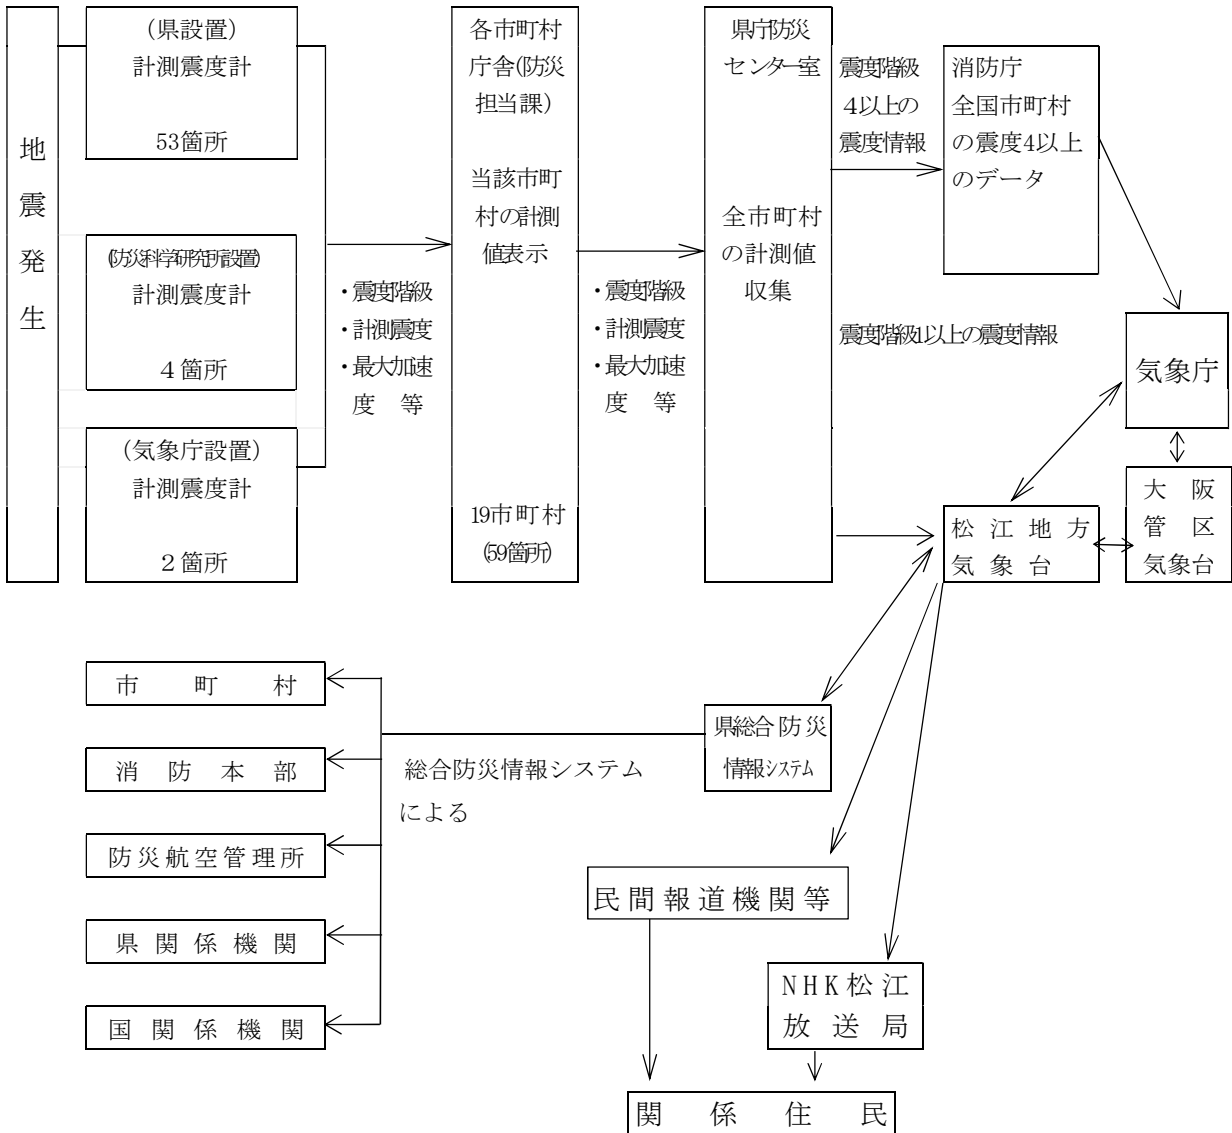 地
震
発
生
(県設置)
計測震度計
53箇所
(防災科学研究所設置)
計測震度計
4箇所
(気象庁設置)
計測震度計
2箇所
・震度階級
・計測震度
・最大加速
度 等
各市町村
庁舎(防災
担当課)
当該市町
村の計測
値表示
19市町村
(59箇所)
・震度階級
・計測震度
・最大加速
度 等
県庁防災
センター室
全市町村
の計測値
収集
震度階級
4以上の
震度情報
消防庁
全国市町村
の震度4以上
のデータ
震度階級1以上の震度情報
気象庁
大阪
管区
気象台
松江地方
気象台
県総合防災
情報システム
総合防災情報システム
による
市町村
消防本部
防災航空管理所
県関係機関
国関係機関
民間報道機関等
NHK松江
放送局
関係住民